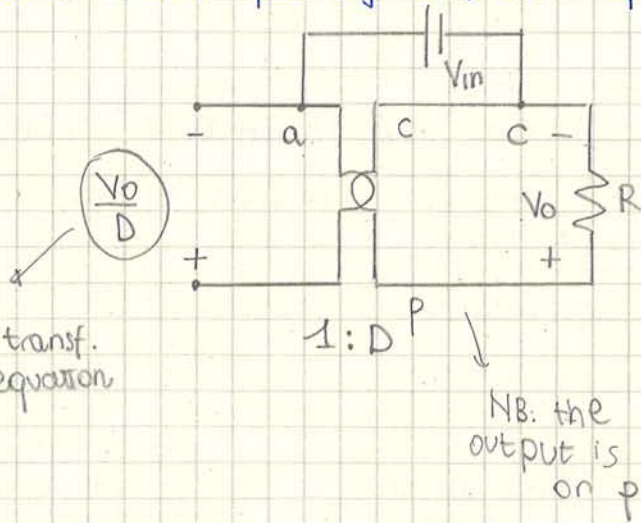 Vin
- a c c -
Vo
D
Vo R
+ +
1:D P
transf.
equation
NB: the
output is
on p